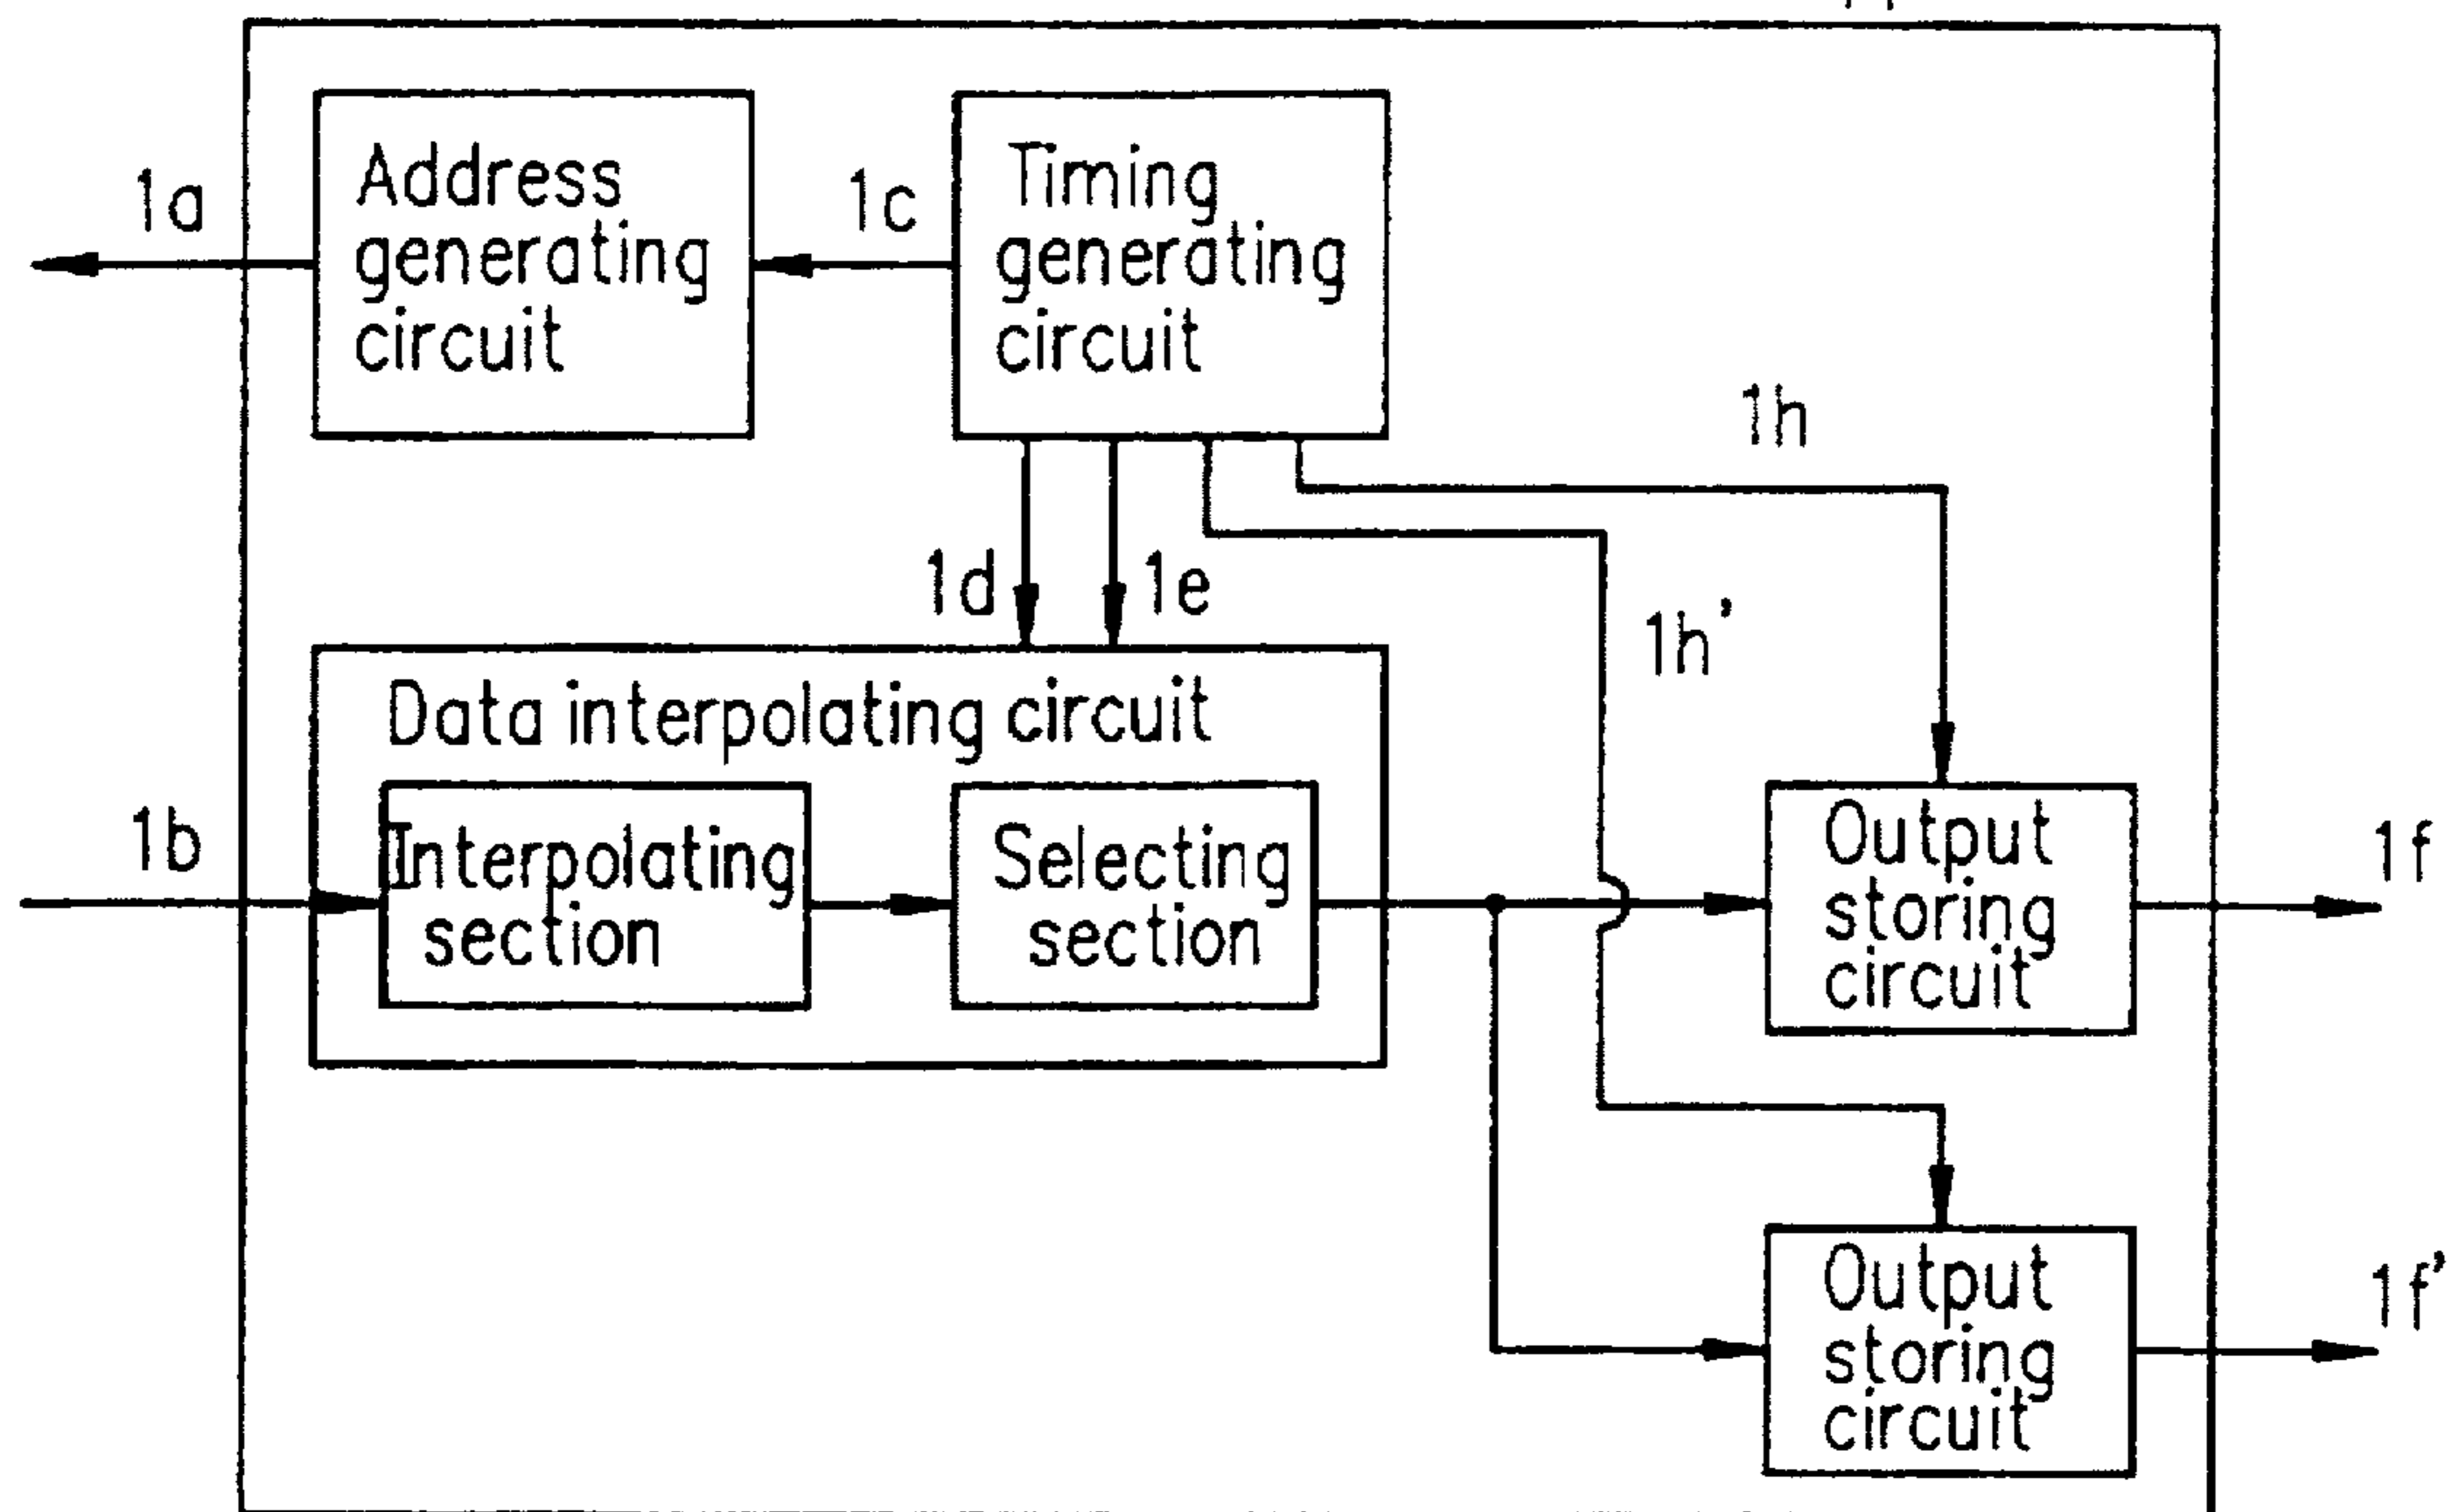 1a
Address
generating
circuit
1c
Timing
generating
circuit
1h
1d
1e
1h'
Data interpolating circuit
1b
Interpolating
section
Selecting
section
Output
storing
circuit
1f
Output
storing
circuit
1f'